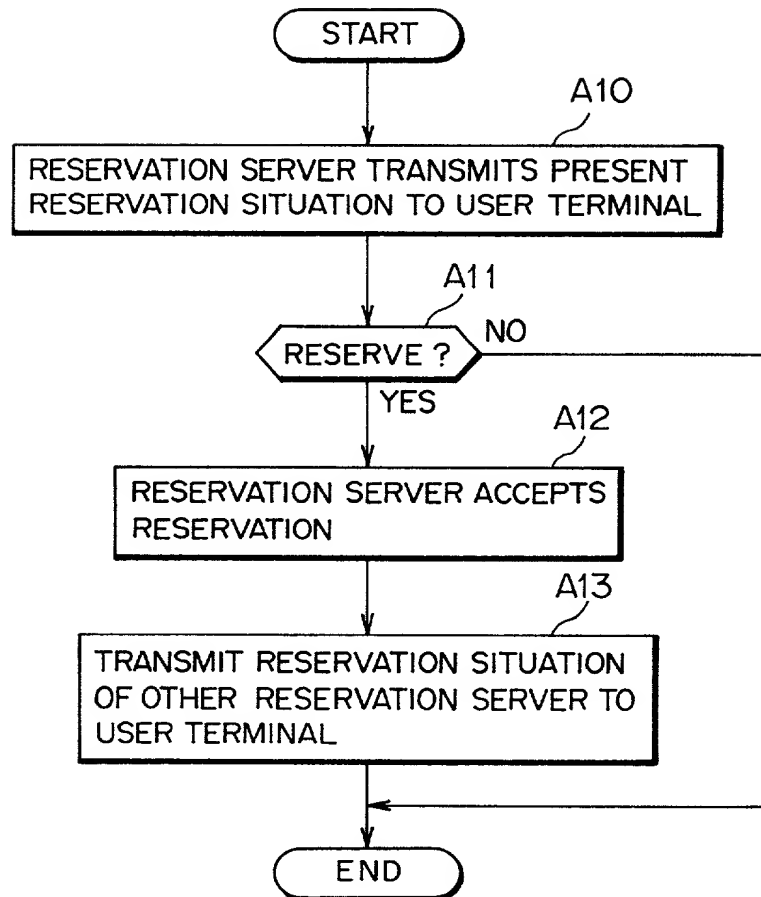 START
A10
RESERVATION SERVER TRANSMITS PRESENT
RESERVATION SITUATION TO USER TERMINAL
A11
RESERVE ?
NO
YES
A12
RESERVATION SERVER ACCEPTS
RESERVATION
A13
TRANSMIT RESERVATION SITUATION
OF OTHER RESERVATION SERVER TO
USER TERMINAL
END